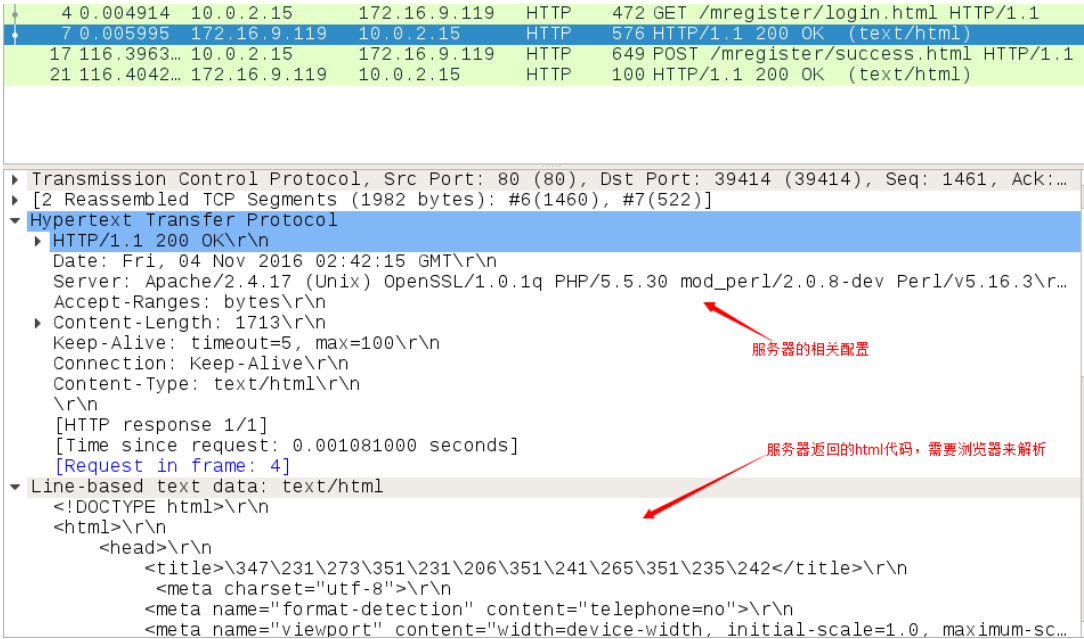 4 0.004914 10.0.2.15 172.16.9.119 HTTP 472 GET /mregister/login.html HTTP/1.1
7 0.005995 172.16.9.119 10.0.2.15 HTTP 576 HTTP/1.1 200 OK (text/html)
17 116.3963… 10.0.2.15 172.16.9.119 HTTP 649 POST /mregister/success.html HTTP/1.1
21 116.4042… 172.16.9.119 10.0.2.15 HTTP 100 HTTP/1.1 200 OK (text/html)
Transmission Control Protocol, Src Port: 80 (80), Dst Port: 39414 (39414), Seq: 1461, Ack:…
[2 Reassembled TCP Segments (1982 bytes): #6(1460), #7(522)]
Hypertext Transfer Protocol
HTTP/1.1 200 OK\r\n
Date: Fri, 04 Nov 2016 02:42:15 GMT\r\n
Server: Apache/2.4.17 (Unix) OpenSSL/1.0.1q PHP/5.5.30 mod_perl/2.0.8-dev Perl/v5.16.3\r…
Accept-Ranges: bytes\r\n
Content-Length: 1713\r\n
Keep-Alive: timeout=5, max=100\r\n
服务器的相关配置
Connection: Keep-Alive\r\n
Content-Type: text/html\r\n
\r\n
[HTTP response 1/1]
[Time since request: 0.001081000 seconds]
服务器返回的html代码，需要浏览器来解析
[Request in frame: 4]
Line-based text data: text/html
<!DOCTYPE html>\r\n
<html>\r\n
<head>\r\n
<title>\347\231\273\351\231\206\351\241\265\351\235\242</title>\r\n
<meta charset="utf-8">\r\n
<meta name="format-detection" content="telephone=no">\r\n
<meta name="viewport" content="width=device-width, initial-scale=1.0, maximum-sc…